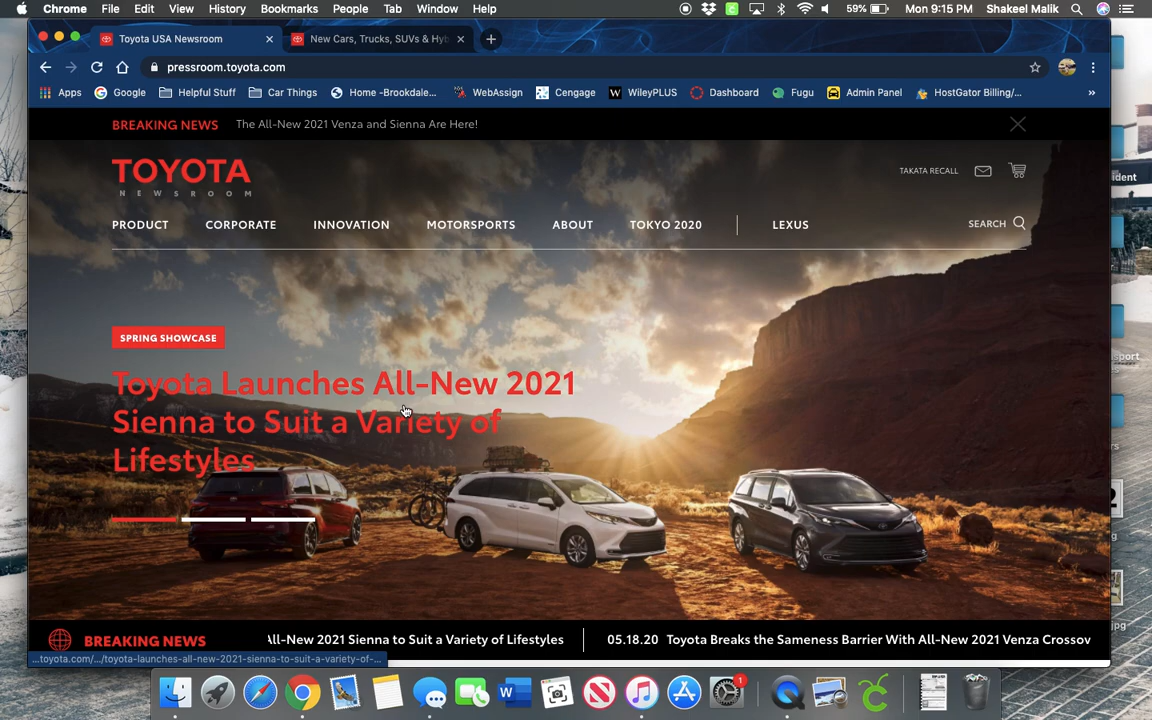 Chrome File Edit View History Bookmarks People Tab Window Help 59% Mon 9:15 PM Shakeel Malik
Toyota USA Newsroom New Cars, Trucks, SUVs & Hyb
pressroom.toyota.com
Apps Google Helpful Stuff Car Things Home -Brookdale... WebAssign Cengage WileyPLUS Dashboard Fugu Admin Panel HostGator Billing/... »
BREAKING NEWS The All-New 2021 Venza and Sienna Are Here!
TOYOTA
NEWSROOM
TAKATA RECALL
PRODUCT CORPORATE INNOVATION MOTORSPORTS ABOUT TOKYO 2020 LEXUS SEARCH
SPRING SHOWCASE
Toyota Launches All-New 2021
Sienna to Suit a Variety of
Lifestyles
BREAKING NEWS All-New 2021 Sienna to Suit a Variety of Lifestyles 05.18.20 Toyota Breaks the Sameness Barrier With All-New 2021 Venza Crossov
...toyota.com/.../toyota-launches-all-new-2021-sienna-to-suit-a-variety-of-...